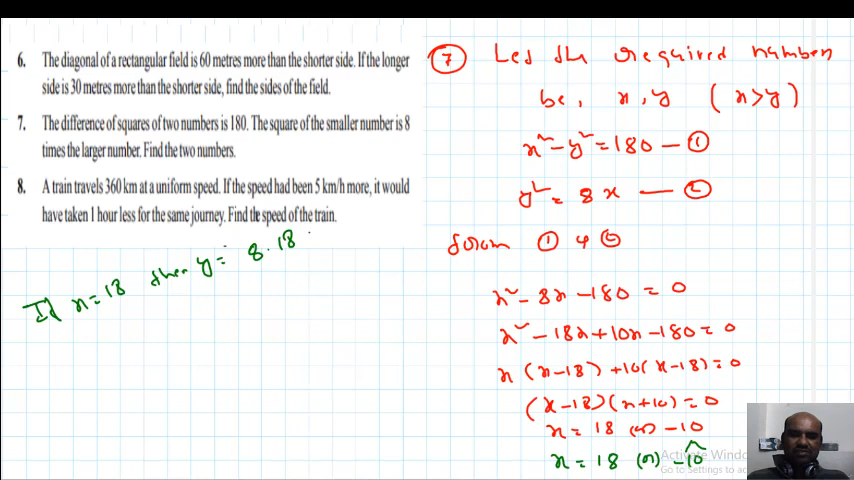 6. The diagonal of a rectangular field is 60 metres more than the shorter side. If the longer
side is 30 metres more than the shorter side, find the sides of the field.
7. The difference of squares of two numbers is 180. The square of the smaller number is 8
times the larger number. Find the two numbers.
8. A train travels 360 km at a uniform speed. If the speed had been 5 km/h more, it would
have taken 1 hour less for the same journey. Find the speed of the train.
If x = 18 then y = 8.18
⑦ Let the required number
be, x, y (x>y)
x² - y² = 180 — ①
y² = 8x — ②
from ① & ②
x² - 8x - 180 = 0
x² - 18x + 10x - 180 = 0
x (x-18) + 10(x-18) = 0
(x-18)(x+10) = 0
x = 18 (or) -10
x = 18 (or) -10
Activate Windo
Go to Settings to a